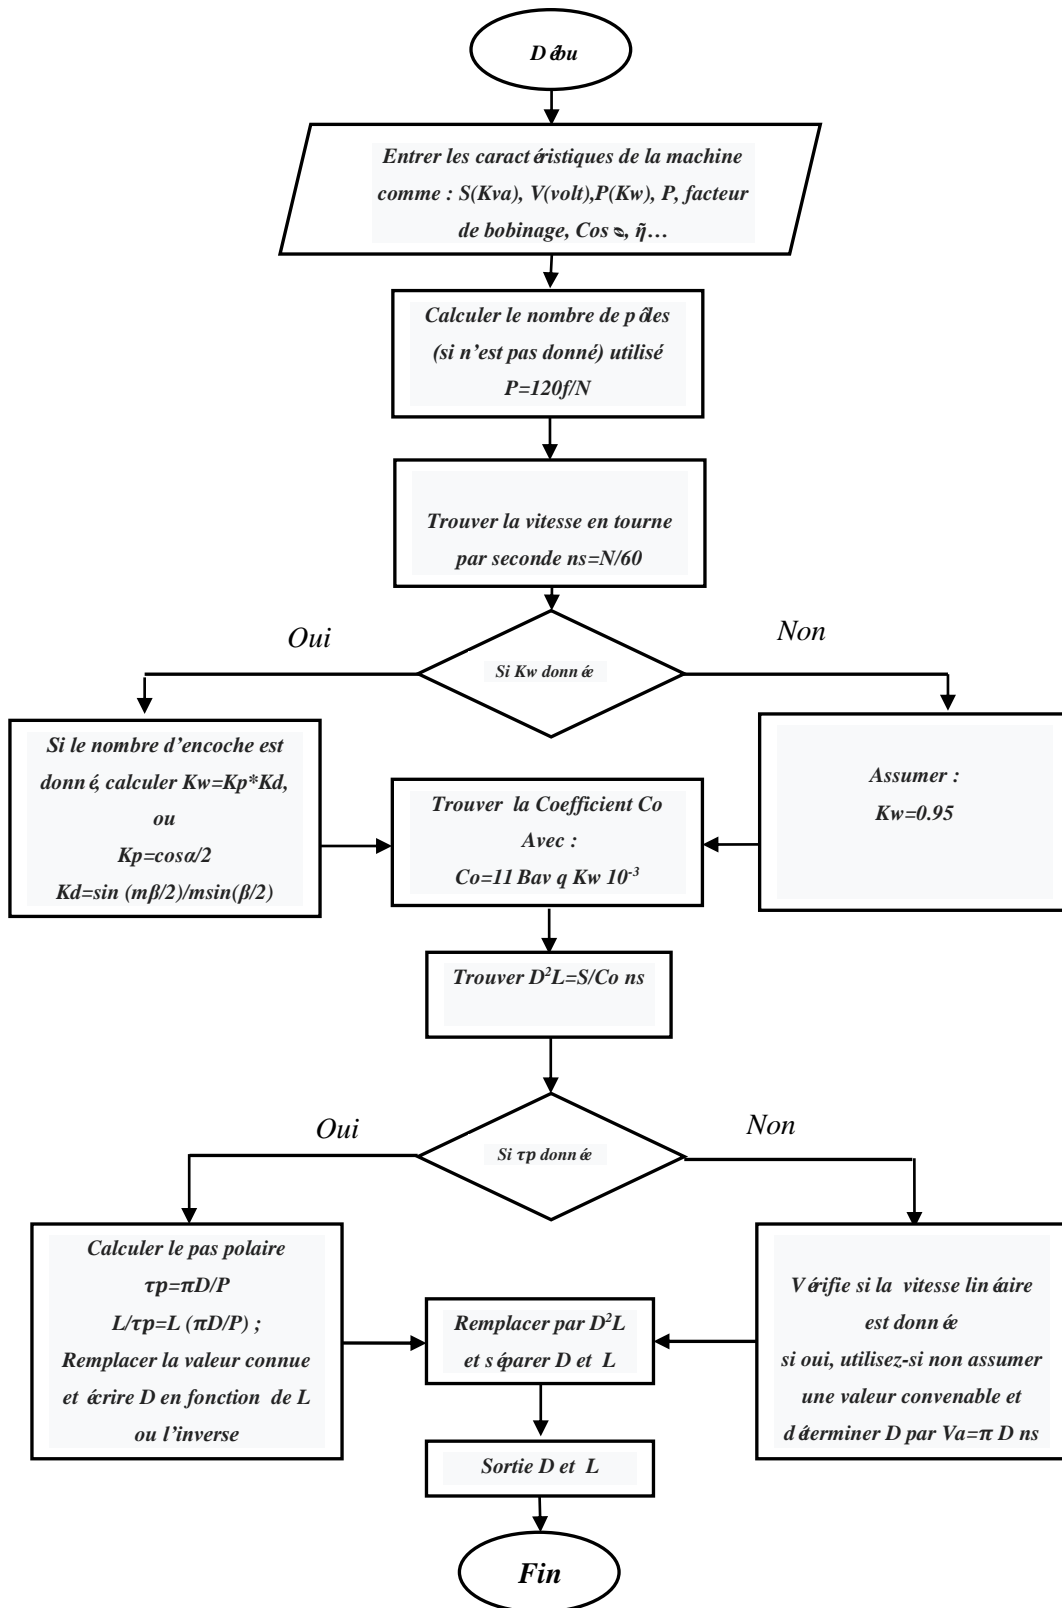 Début
Entrer les caractéristiques de la machine
comme : S(Kva), V(volt),P(Kw), P, facteur
de bobinage, Cos
Calculer le nombre de pôles
(si n'est pas donné) utilisé
P=120f/N
Trouver la vitesse en tourne
par seconde ns=N/60
Oui
Non
Si Kw donnée
Si le nombre d'encoche est
donné, calculer Kw=Kp*Kd,
ou
Kp=cosα/2
Kd=sin (mβ/2)/msin(β/2)
Trouver la Coefficient Co
Avec :
Co=11 Bav q Kw 10⁻³
Assumer :
Kw=0.95
Trouver D²L=S/Co ns
Oui
Non
Si τp donnée
Calculer le pas polaire
τp=πD/P
L/τp=L (πD/P) ;
Remplacer la valeur connue
et écrire D en fonction de L
ou l'inverse
Remplacer par D²L
et séparer D et L
Vérifie si la vitesse linéaire
est donnée
si oui, utilisez-si non assumer
une valeur convenable et
déterminer D par Va=π D ns
Sortie D et L
Fin